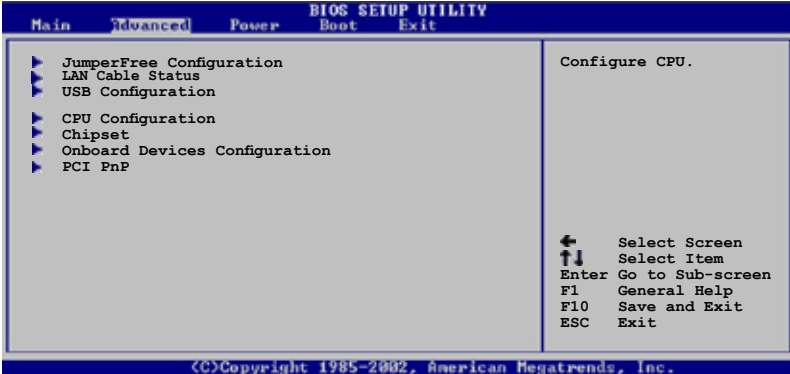 BIOS SETUP UTILITY
Main Advanced Power Boot Exit
JumperFree Configuration
LAN Cable Status
USB Configuration
CPU Configuration
Chipset
Onboard Devices Configuration
PCI PnP
Configure CPU.
← Select Screen
↑↓ Select Item
Enter Go to Sub-screen
F1 General Help
F10 Save and Exit
ESC Exit
(C)Copyright 1985-2002, American Megatrends, Inc.